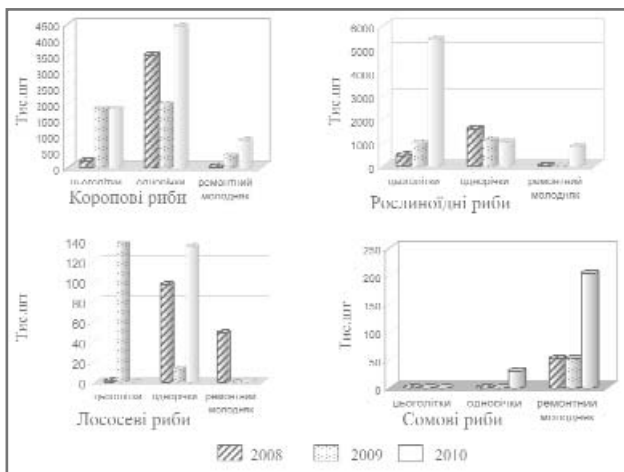 4500
4000
3500
3000
2500
2000
1500
1000
500
0
Тис.шт
цьоголітки однорічки ремонтний
молодняк
Коропові риби
6000
5000
4000
2000
1000
0
Тис.шт
цьоголітки однорічки ремонтний
молодняк
Рослиноїдні риби
140
120
100
80
60
40
20
0
Тис.шт
цьоголітки однорічки ремонтний
молодняк
Лососеві риби
250
200
150
100
50
0
Тис.шт
цьоголітки однорічки ремонтний
молодняк
Сомові риби
2008 2009 2010